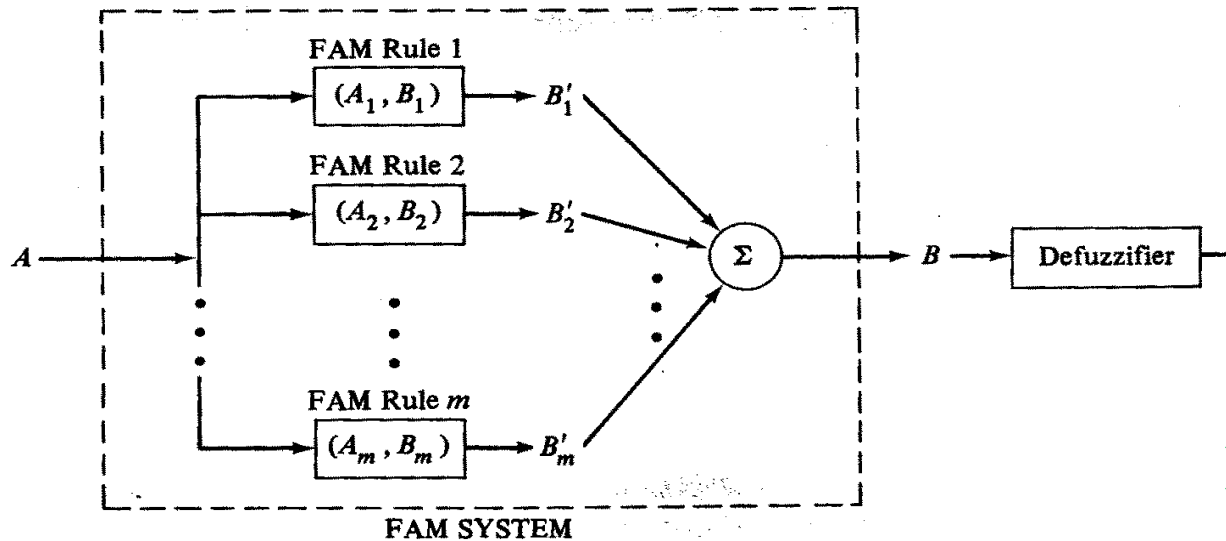 FAM Rule 1
(A₁, B₁)
B′₁
FAM Rule 2
(A₂, B₂)
B′₂
A
Σ
B
Defuzzifier
FAM Rule m
(Aₘ, Bₘ)
B′ₘ
FAM SYSTEM